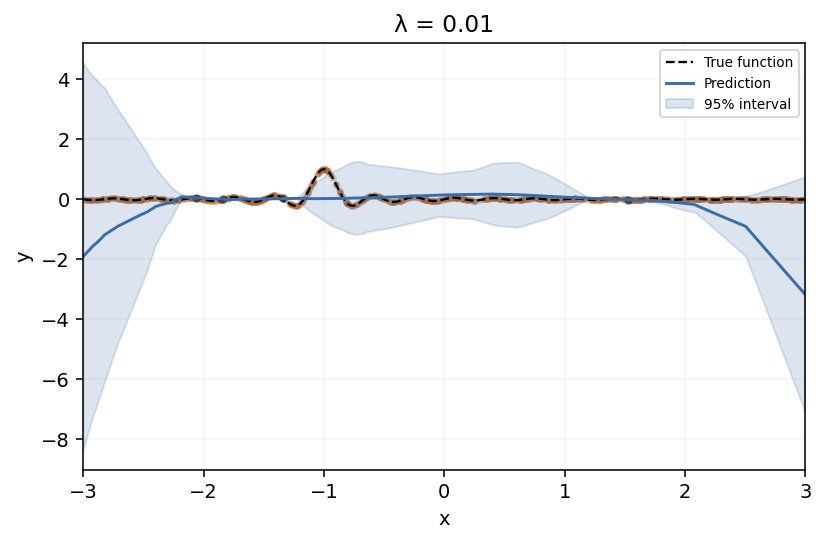 λ = 0.01
True function
Prediction
95% interval
y
4
2
0
−2
−4
−6
−8
−3
−2
−1
0
1
2
3
x